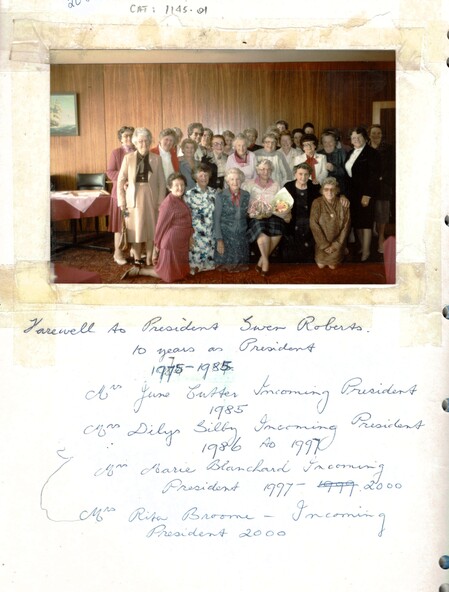 20
CAT: 1145.01
Farewell to President Gwen Roberts.
10 years as President
1975-1985
Mrs June Cutter Incoming President
1985
Mrs Dilys Silby Incoming President
1986 to 1997
Mrs Marie Blanchard Incoming
President 1997- 1999 2000
Mrs Rita Broome - Incoming
President 2000